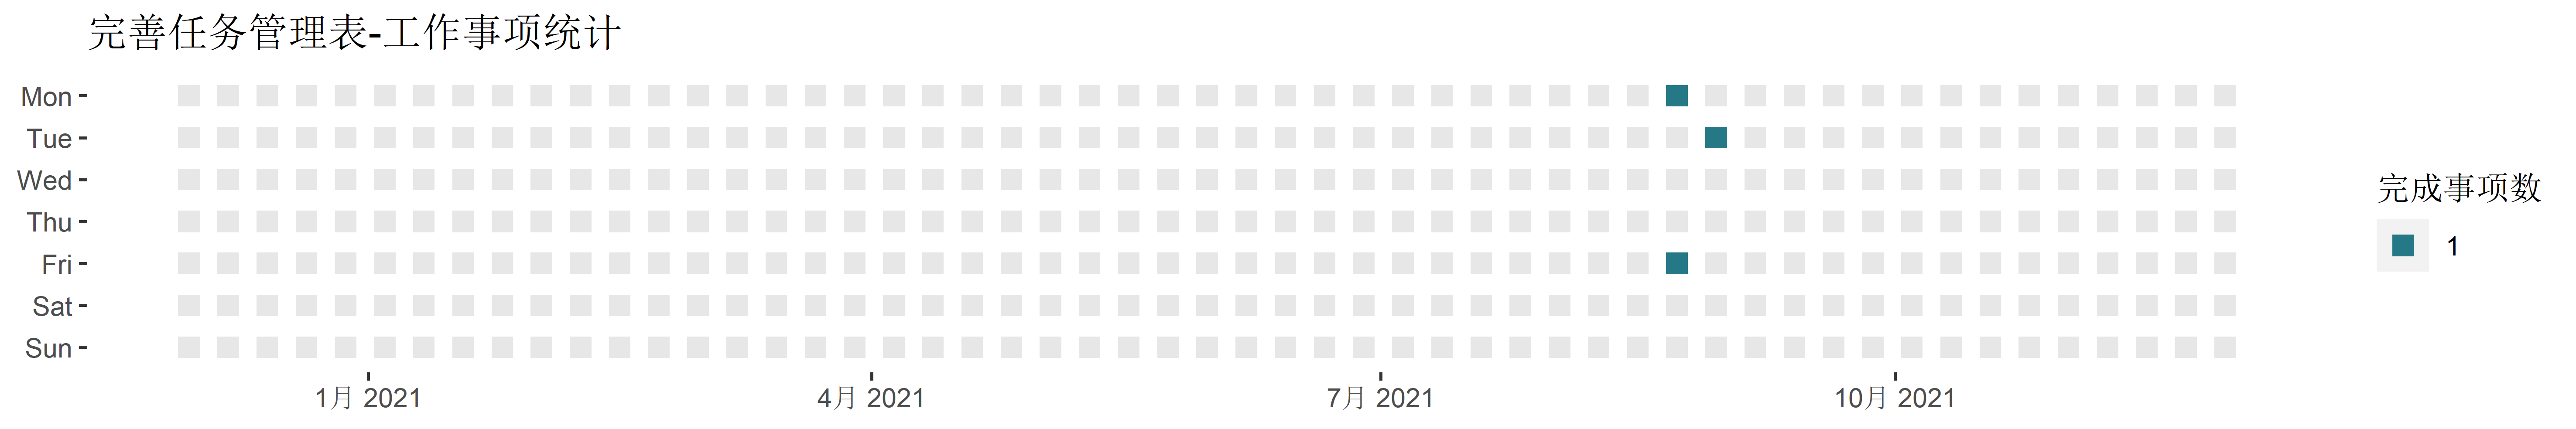 完善任务管理表-工作事项统计
Mon
Tue
Wed
Thu
Fri
Sat
Sun
1月 2021
4月 2021
7月 2021
10月 2021
完成事项数
1